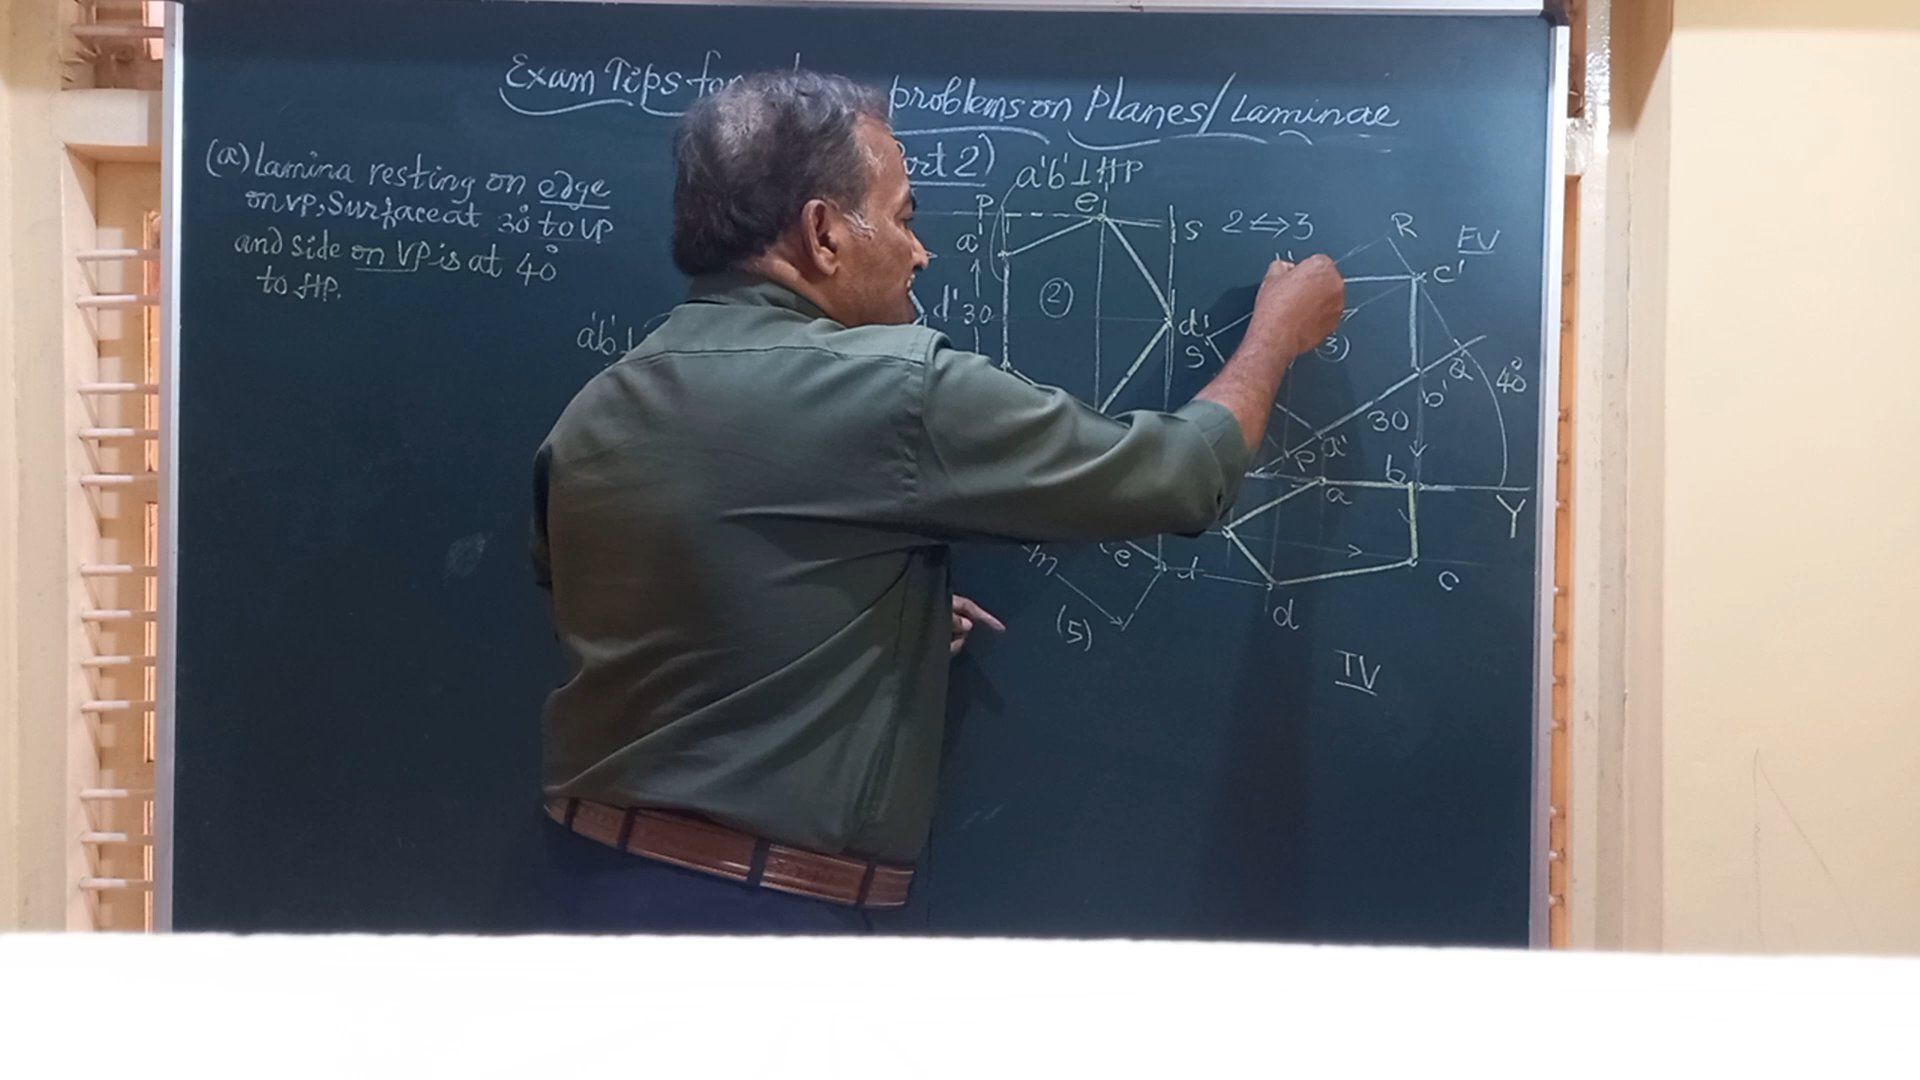 Exam Tips for problems on Planes/Laminae
Part 2)
(a) Lamina resting on edge
on VP, Surface at 30° to VP
and side on VP is at 40°
to HP.
a'b'⊥HP
p e'
a' s 2⇔3 R FV
c'
d' 30 (2) d'
s' (3) Q 40°
a'b'⊥
b'
30
p a' b
a Y
e d c
m
(5) d
TV